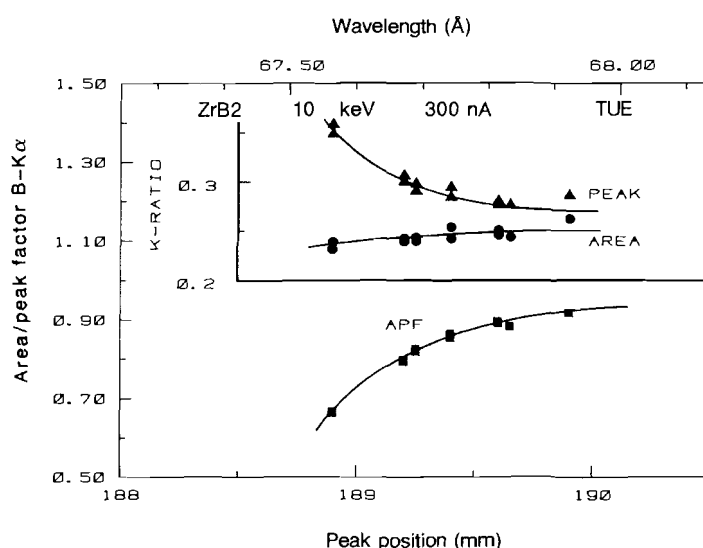 Wavelength (Å)
67.50 68.00
1.50
ZrB2 10 keV 300 nA TUE
1.30
K-RATIO
0.3
PEAK
1.10
AREA
0.2
Area/peak factor B-Kα
0.90
APF
0.70
0.50
188 189 190
Peak position (mm)